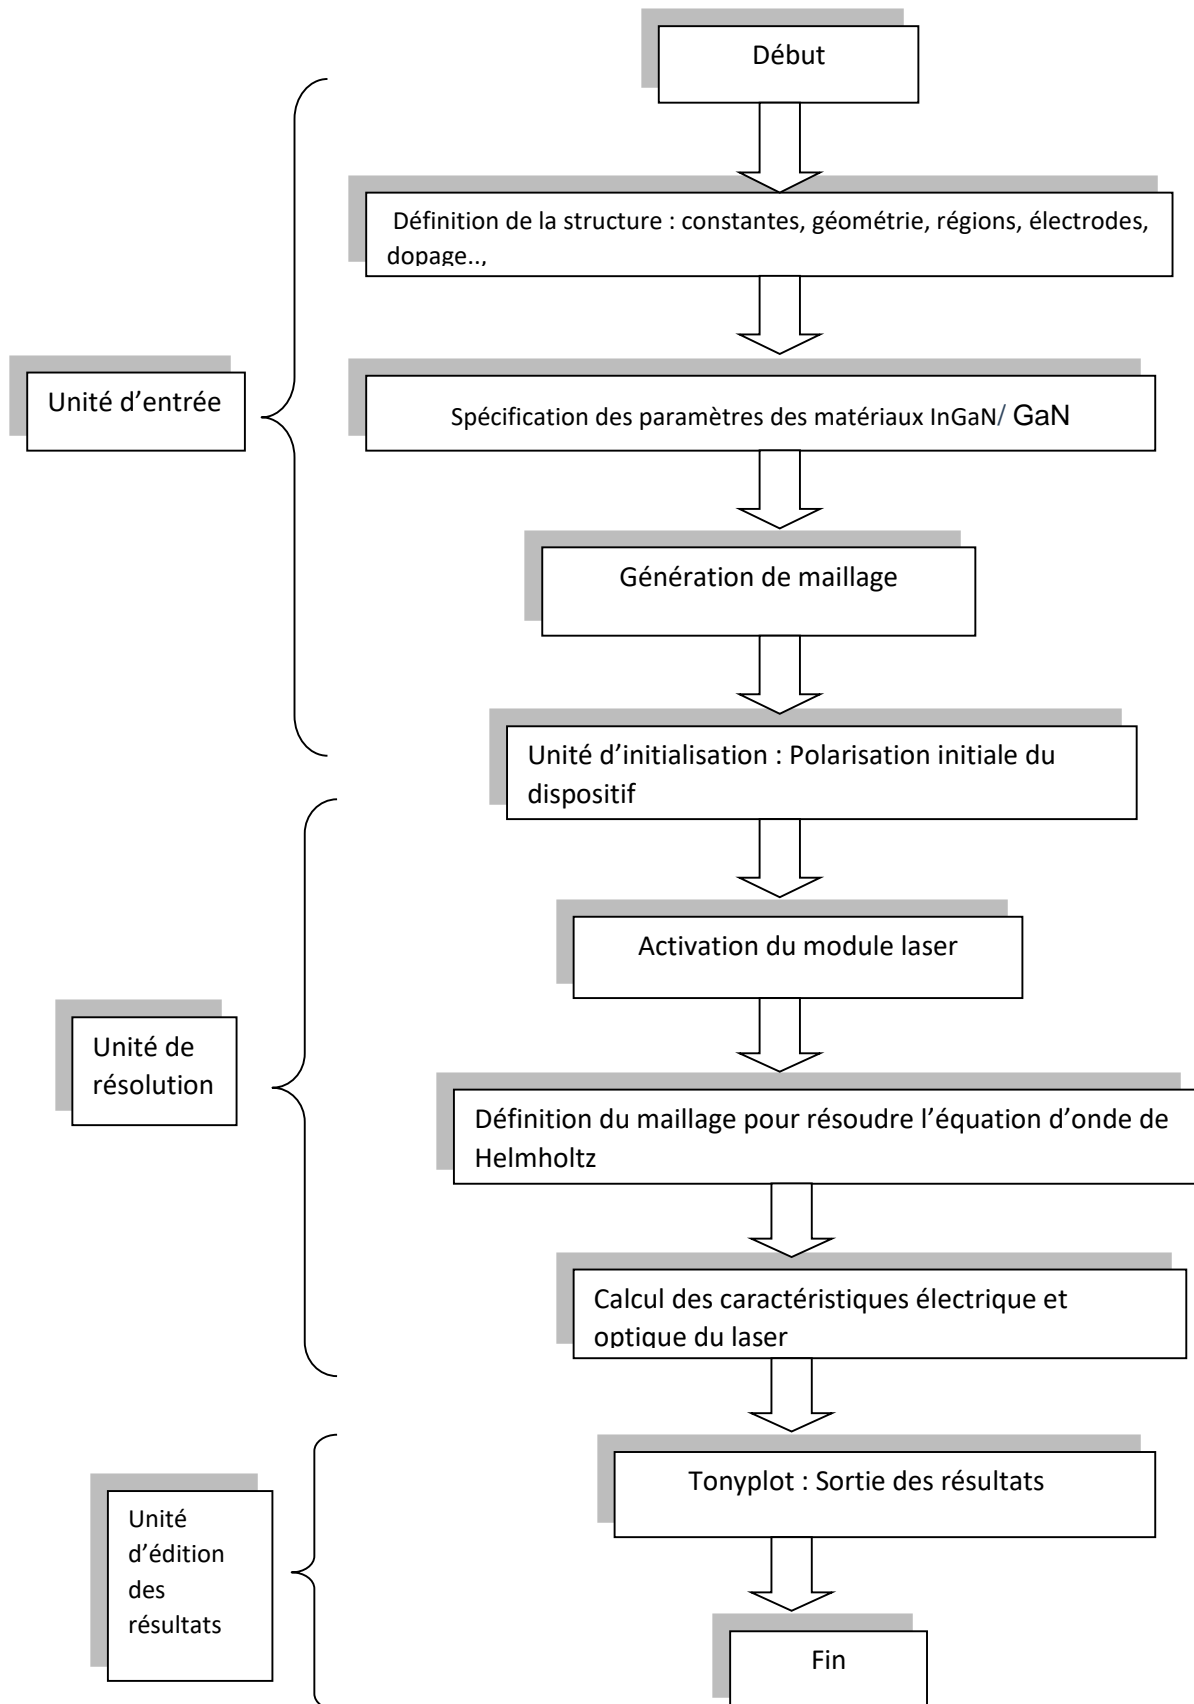 Début
Définition de la structure : constantes, géométrie, régions, électrodes,
dopage..,
Unité d’entrée
Spécification des paramètres des matériaux InGaN/ GaN
Génération de maillage
Unité d’initialisation : Polarisation initiale du
dispositif
Activation du module laser
Unité de
résolution
Définition du maillage pour résoudre l’équation d’onde de
Helmholtz
Calcul des caractéristiques électrique et
optique du laser
Tonyplot : Sortie des résultats
Unité
d’édition
des
résultats
Fin